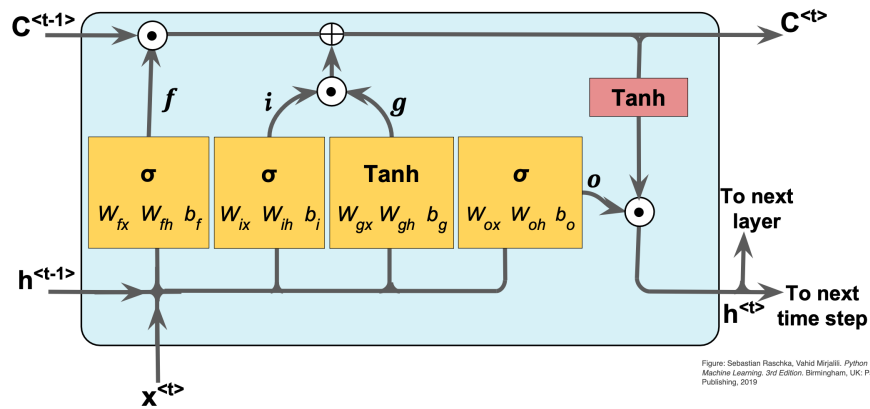 C<t-1>
C<t>
f
i
g
Tanh
σ
W_fx W_fh b_f
σ
W_ix W_ih b_i
Tanh
W_gx W_gh b_g
σ
W_ox W_oh b_o
o
To next
layer
h<t-1>
h<t>
To next
time step
x<t>
Figure: Sebastian Raschka, Vahid Mirjalili. Python
Machine Learning. 3rd Edition. Birmingham, UK: P
Publishing, 2019